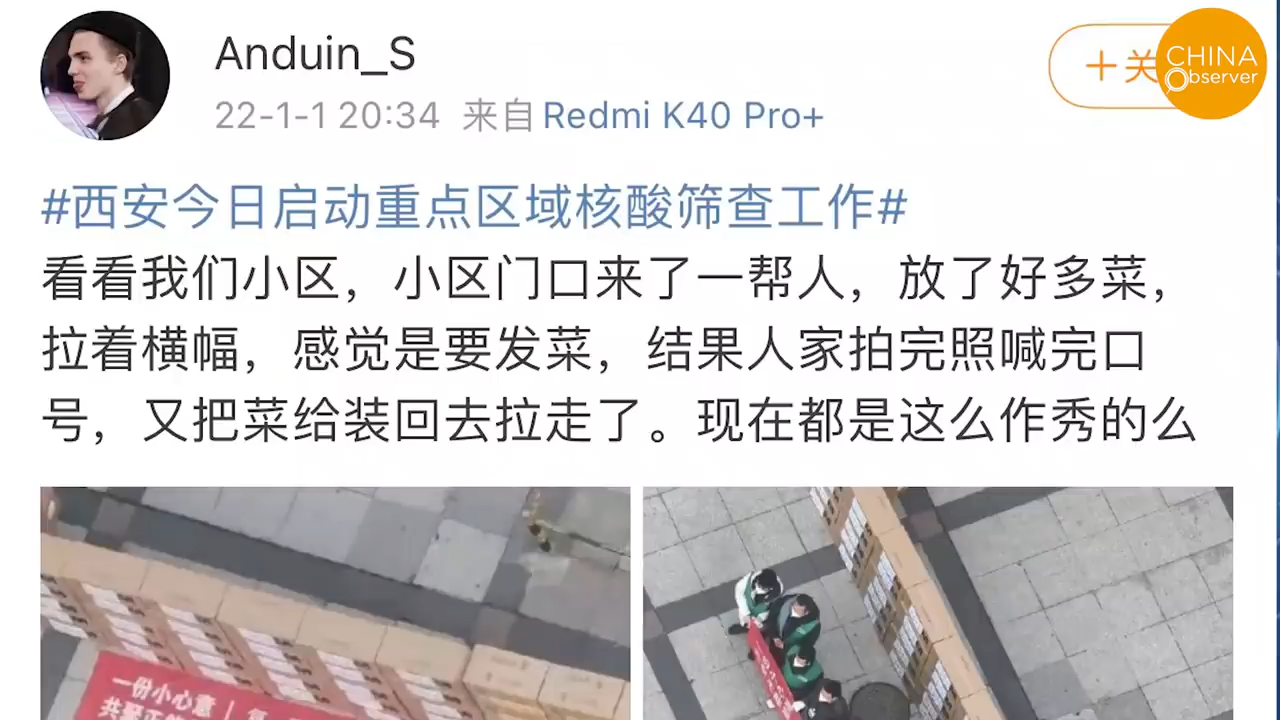 Anduin_S
22-1-1 20:34 来自 Redmi K40 Pro+
+关
CHINA
Observer
#西安今日启动重点区域核酸筛查工作#
看看我们小区，小区门口来了一帮人，放了好多菜，
拉着横幅，感觉是要发菜，结果人家拍完照喊完口
号，又把菜给装回去拉走了。现在都是这么作秀的么
一份小心意 |